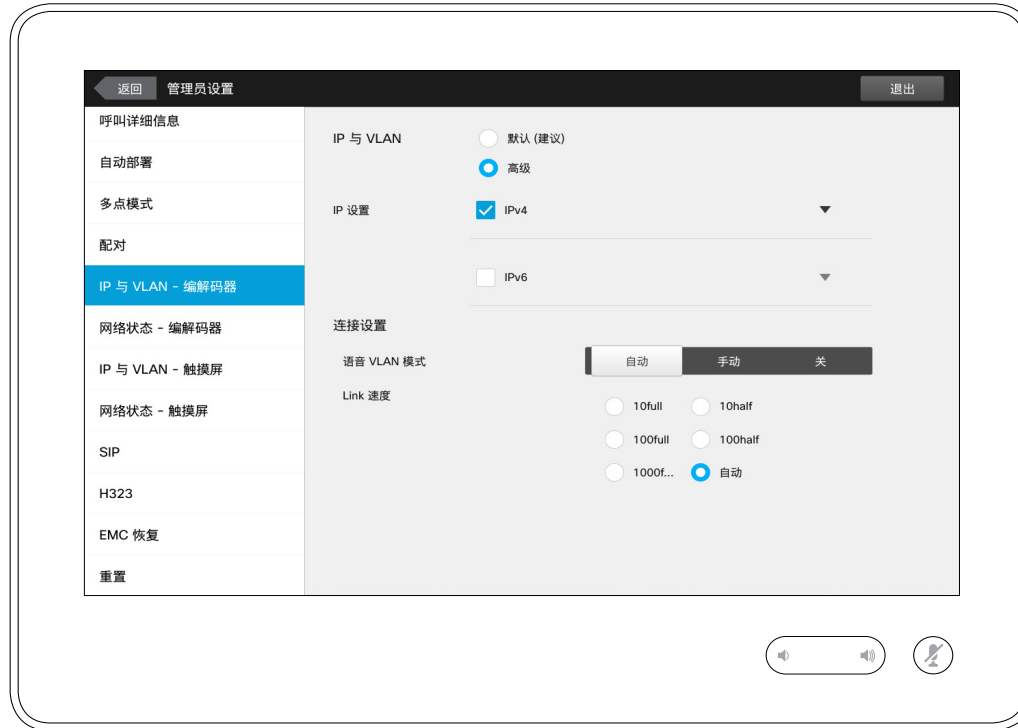 返回 管理员设置 退出
呼叫详细信息
自动部署
多点模式
配对
IP 与 VLAN - 编解码器
网络状态 - 编解码器
IP 与 VLAN - 触摸屏
网络状态 - 触摸屏
SIP
H323
EMC 恢复
重置
IP 与 VLAN 默认 (建议)
高级
IP 设置 IPv4
IPv6
连接设置
语音 VLAN 模式 自动 手动 关
Link 速度
10full 10half
100full 100half
1000f... 自动